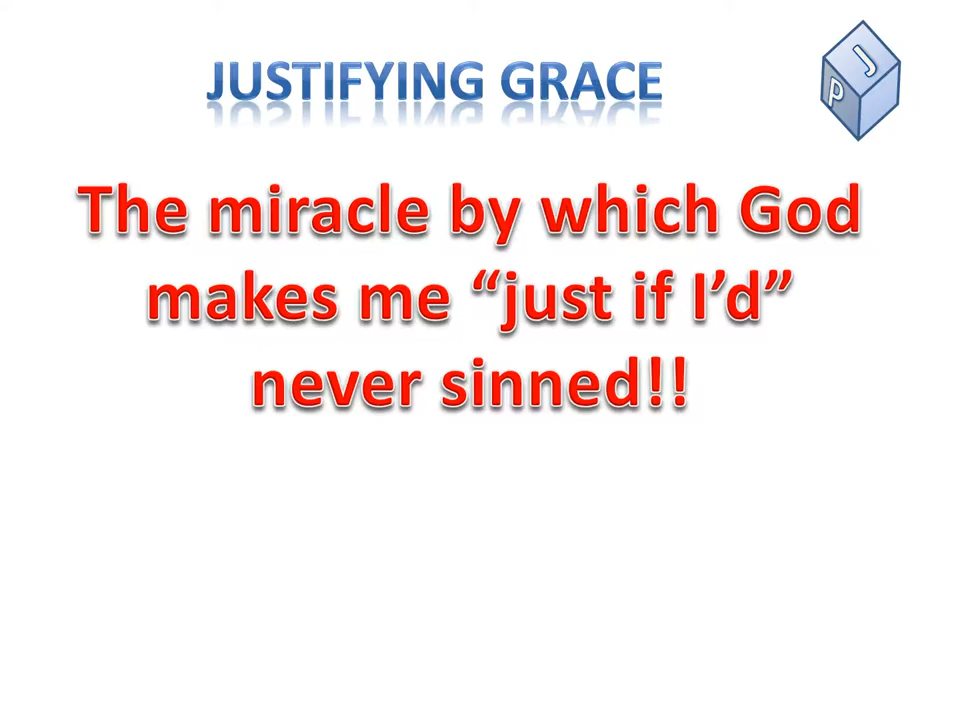 JUSTIFYING GRACE
J
P
The miracle by which God
makes me “just if I’d”
never sinned!!